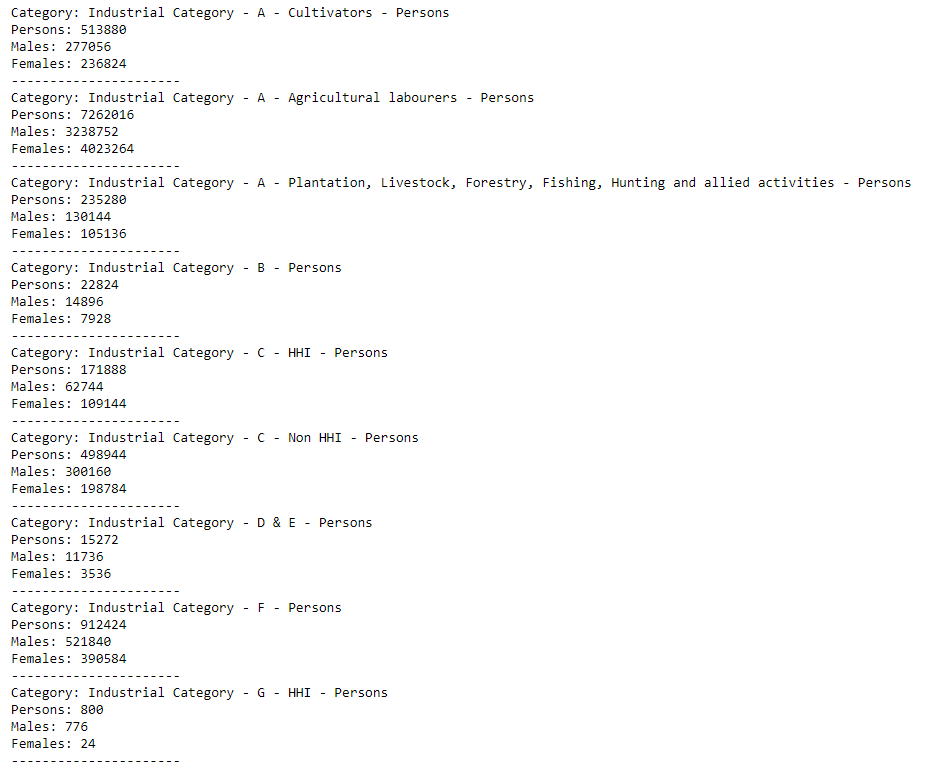 Category: Industrial Category - A - Cultivators - Persons
Persons: 513880
Males: 277056
Females: 236824
----------------------
Category: Industrial Category - A - Agricultural labourers - Persons
Persons: 7262016
Males: 3238752
Females: 4023264
----------------------
Category: Industrial Category - A - Plantation, Livestock, Forestry, Fishing, Hunting and allied activities - Persons
Persons: 235280
Males: 130144
Females: 105136
----------------------
Category: Industrial Category - B - Persons
Persons: 22824
Males: 14896
Females: 7928
----------------------
Category: Industrial Category - C - HHI - Persons
Persons: 171888
Males: 62744
Females: 109144
----------------------
Category: Industrial Category - C - Non HHI - Persons
Persons: 498944
Males: 300160
Females: 198784
----------------------
Category: Industrial Category - D & E - Persons
Persons: 15272
Males: 11736
Females: 3536
----------------------
Category: Industrial Category - F - Persons
Persons: 912424
Males: 521840
Females: 390584
----------------------
Category: Industrial Category - G - HHI - Persons
Persons: 800
Males: 776
Females: 24
----------------------